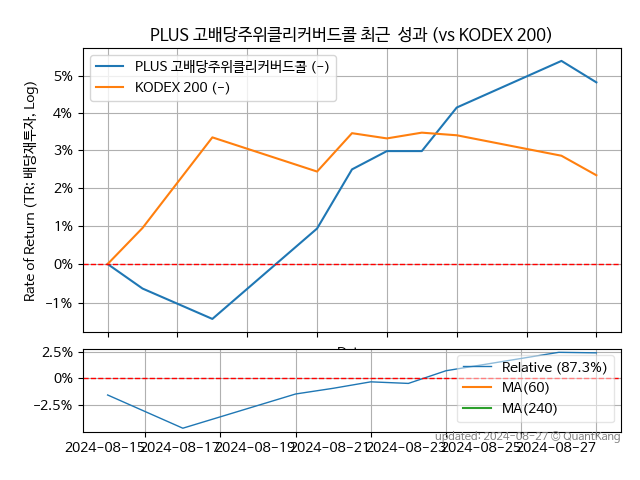 PLUS 고배당주위클리커버드콜 최근 성과 (vs KODEX 200)
Rate of Return (TR; 배당재투자, Log)
PLUS 고배당주위클리커버드콜 (-)
KODEX 200 (-)
5%
4%
3%
2%
1%
0%
-1%
2.5%
0%
-2.5%
Relative (87.3%)
MA(60)
MA(240)
updated: 2024-08-27 © QuantKang
2024-08-15
2024-08-17
2024-08-19
2024-08-21
2024-08-23
2024-08-25
2024-08-27